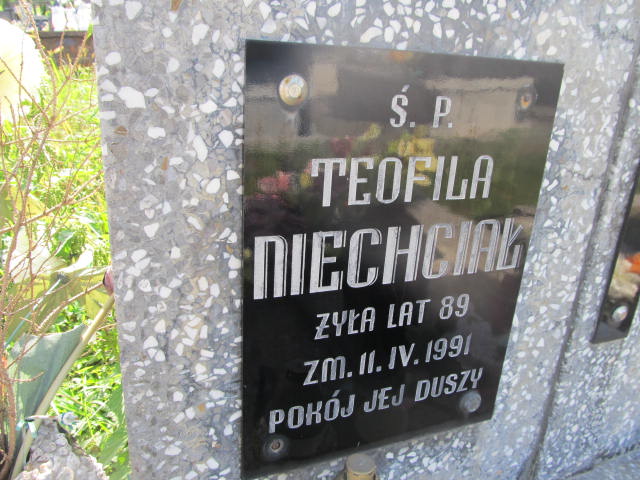 Ś. P.
TEOFILA
NIECHCIAŁ
ŻYŁA LAT 89
ZM. 11. IV. 1991
POKÓJ JEJ DUSZY